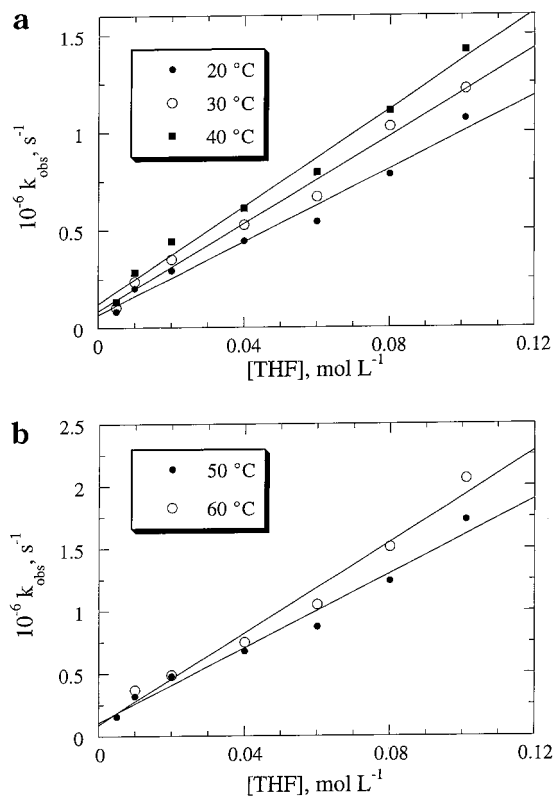 a
1.5
1
0.5
0
10⁻⁶ k_obs, s⁻¹
20 °C
30 °C
40 °C
0 0.04 0.08 0.12
[THF], mol L⁻¹
b
2.5
2
1.5
1
0.5
0
10⁻⁶ k_obs, s⁻¹
50 °C
60 °C
0 0.04 0.08 0.12
[THF], mol L⁻¹